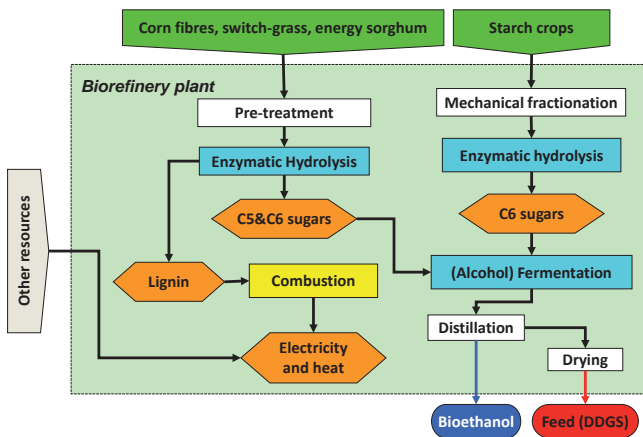 Corn fibres, switch-grass, energy sorghum
Starch crops
Biorefinery plant
Pre-treatment
Mechanical fractionation
Enzymatic Hydrolysis
Enzymatic hydrolysis
C5&C6 sugars
C6 sugars
Other resources
Lignin
Combustion
(Alcohol) Fermentation
Electricity
and heat
Distillation
Drying
Bioethanol
Feed (DDGS)